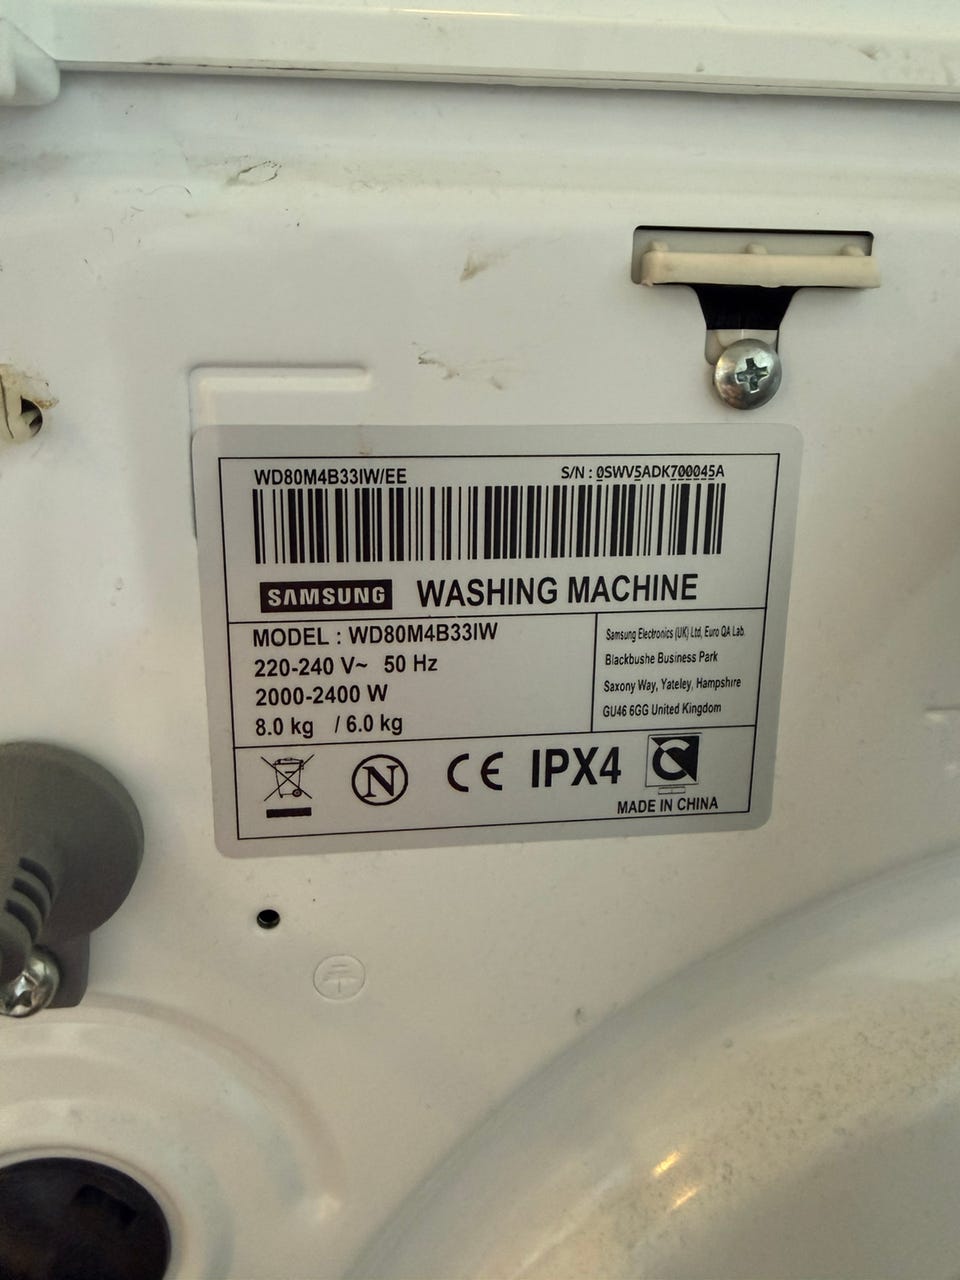 WD80M4B33IW/EE
S/N : 0SWV5ADK700045A
SAMSUNG WASHING MACHINE
MODEL : WD80M4B33IW
220-240 V~ 50 Hz
2000-2400 W
8.0 kg / 6.0 kg
Samsung Electronics (UK) Ltd, Euro QA Lab.
Blackbushe Business Park
Saxony Way, Yateley, Hampshire
GU46 6GG United Kingdom
N CE IPX4
MADE IN CHINA